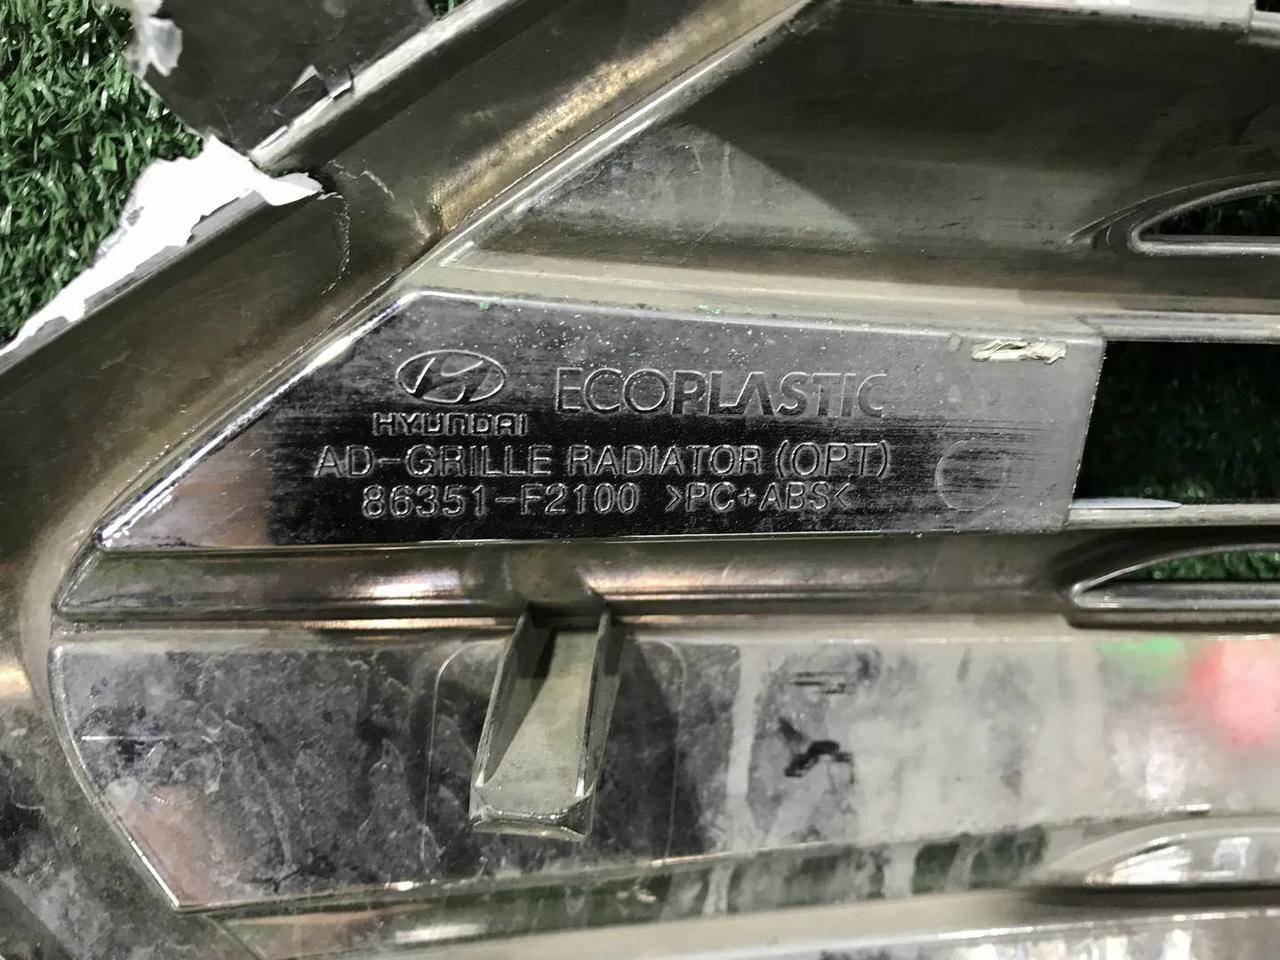 ECOPLASTIC
HYUNDAI
AD-GRILLE RADIATOR (OPT)
86351-F2100 >PC+ABS<